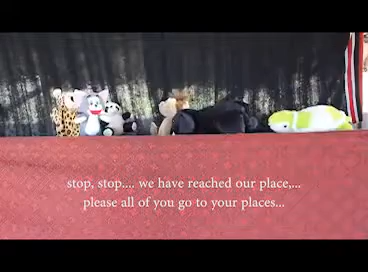 stop, stop.... we have reached our place,...
please all of you go to your places...